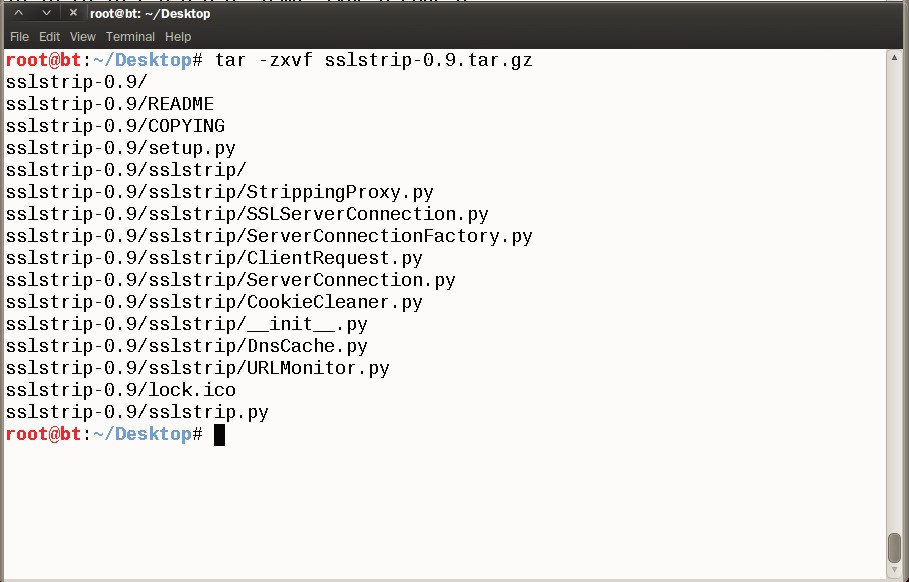 root@bt: ~/Desktop
File Edit View Terminal Help
root@bt:~/Desktop# tar -zxvf sslstrip-0.9.tar.gz
sslstrip-0.9/
sslstrip-0.9/README
sslstrip-0.9/COPYING
sslstrip-0.9/setup.py
sslstrip-0.9/sslstrip/
sslstrip-0.9/sslstrip/StrippingProxy.py
sslstrip-0.9/sslstrip/SSLServerConnection.py
sslstrip-0.9/sslstrip/ServerConnectionFactory.py
sslstrip-0.9/sslstrip/ClientRequest.py
sslstrip-0.9/sslstrip/ServerConnection.py
sslstrip-0.9/sslstrip/CookieCleaner.py
sslstrip-0.9/sslstrip/__init__.py
sslstrip-0.9/sslstrip/DnsCache.py
sslstrip-0.9/sslstrip/URLMonitor.py
sslstrip-0.9/lock.ico
sslstrip-0.9/sslstrip.py
root@bt:~/Desktop#